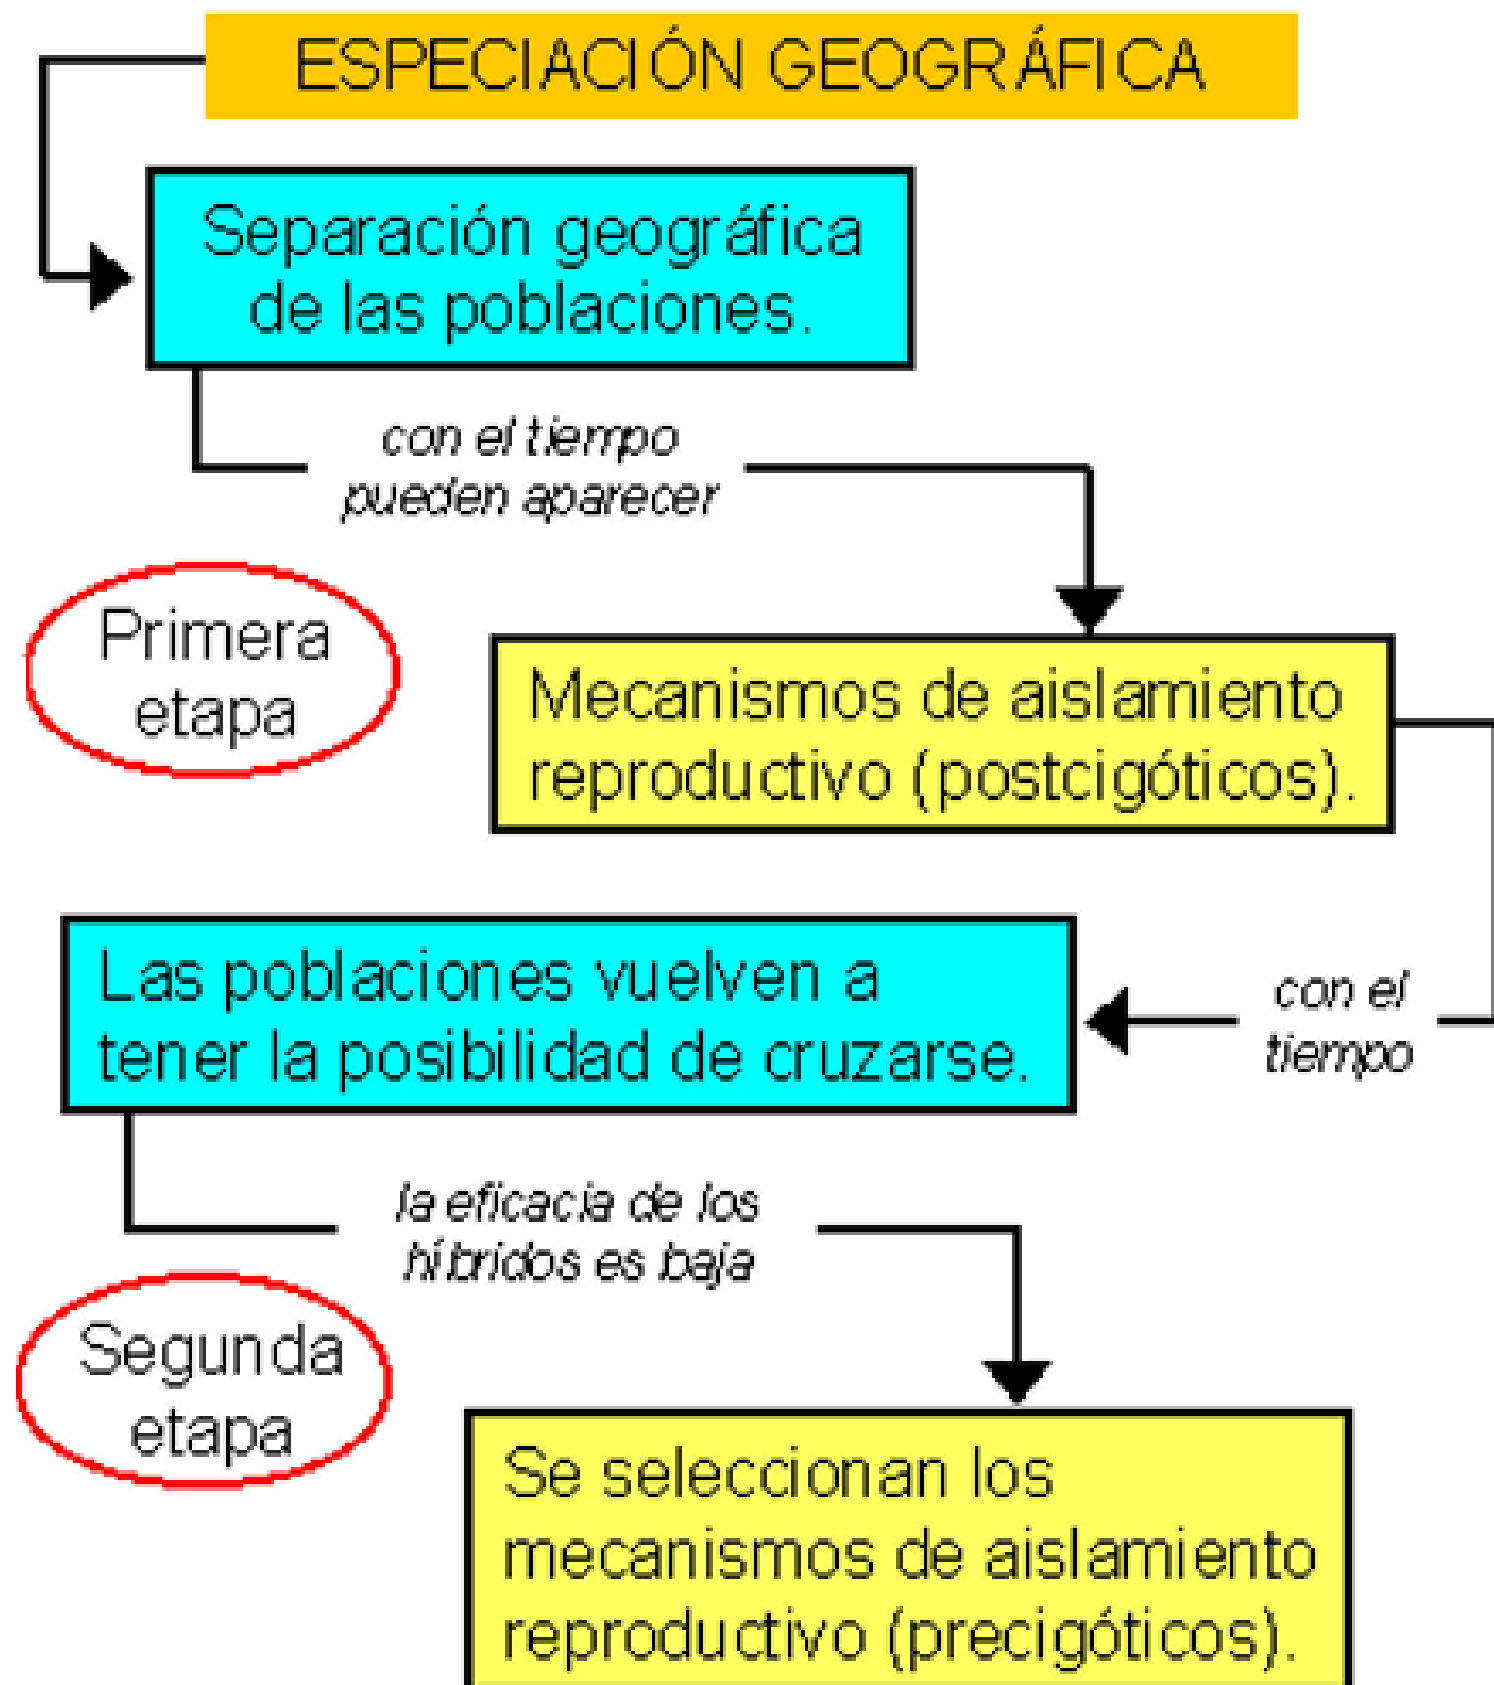 ESPECIACIÓN GEOGRÁFICA
Separación geográfica
de las poblaciones.
con el tiempo
pueden aparecer
Primera
etapa
Mecanismos de aislamiento
reproductivo (postcigóticos).
Las poblaciones vuelven a
tener la posibilidad de cruzarse.
con el
tiempo
la eficacia de los
híbridos es baja
Segunda
etapa
Se seleccionan los
mecanismos de aislamiento
reproductivo (precigóticos).